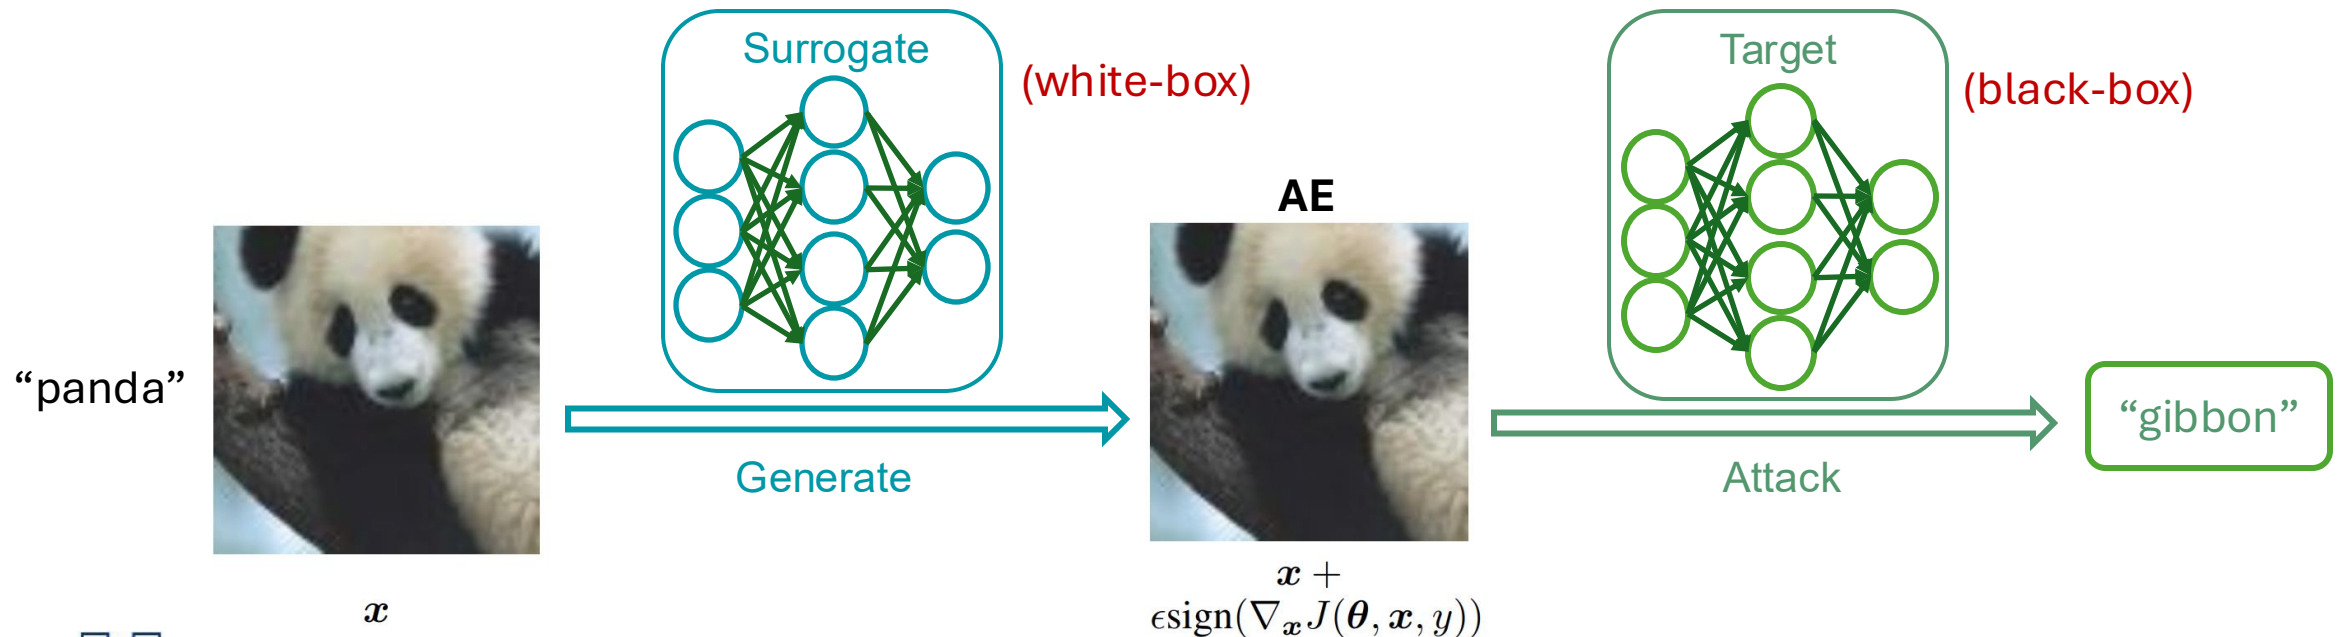 Surrogate
(white-box)
Target
(black-box)
AE
“panda”
“gibbon”
Generate
Attack
x
x +
ϵsign(∇ₓJ(θ, x, y))